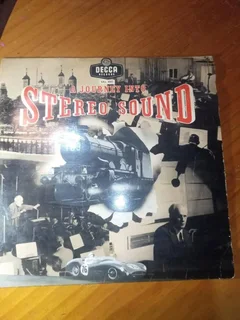 DECCA
A JOURNEY INTO
STEREO SOUND